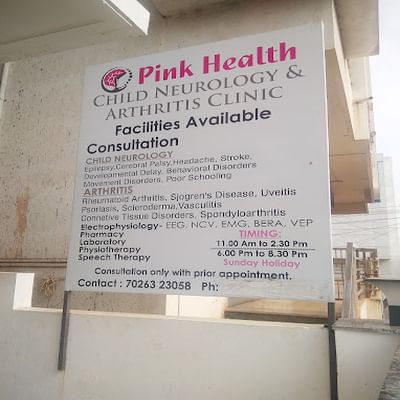 Pink Health
CHILD NEUROLOGY &
ARTHRITIS CLINIC
Facilities Available
Consultation
CHILD NEUROLOGY
Epilepsy,Cerebral Palsy,Headache, Stroke,
Developmental Delay, Behavioral Disorders
Movement Disorders, Poor Schooling
ARTHRITIS
Rheumatoid Arthritis, Sjogren's Disease, Uveitis
Psoriasis, Scleroderma,Vasculitis
Connetive Tissue Disorders, Spondyloarthritis
Electrophysiology- EEG, NCV, EMG, BERA, VEP
Pharmacy
Laboratory
Physiotherapy
Speech Therapy
TIMING:
11.00 Am to 2.30 Pm
6.00 Pm to 8.30 Pm
Sunday Holiday
Consultation only with prior appointment.
Contact : 70263 23058 Ph: